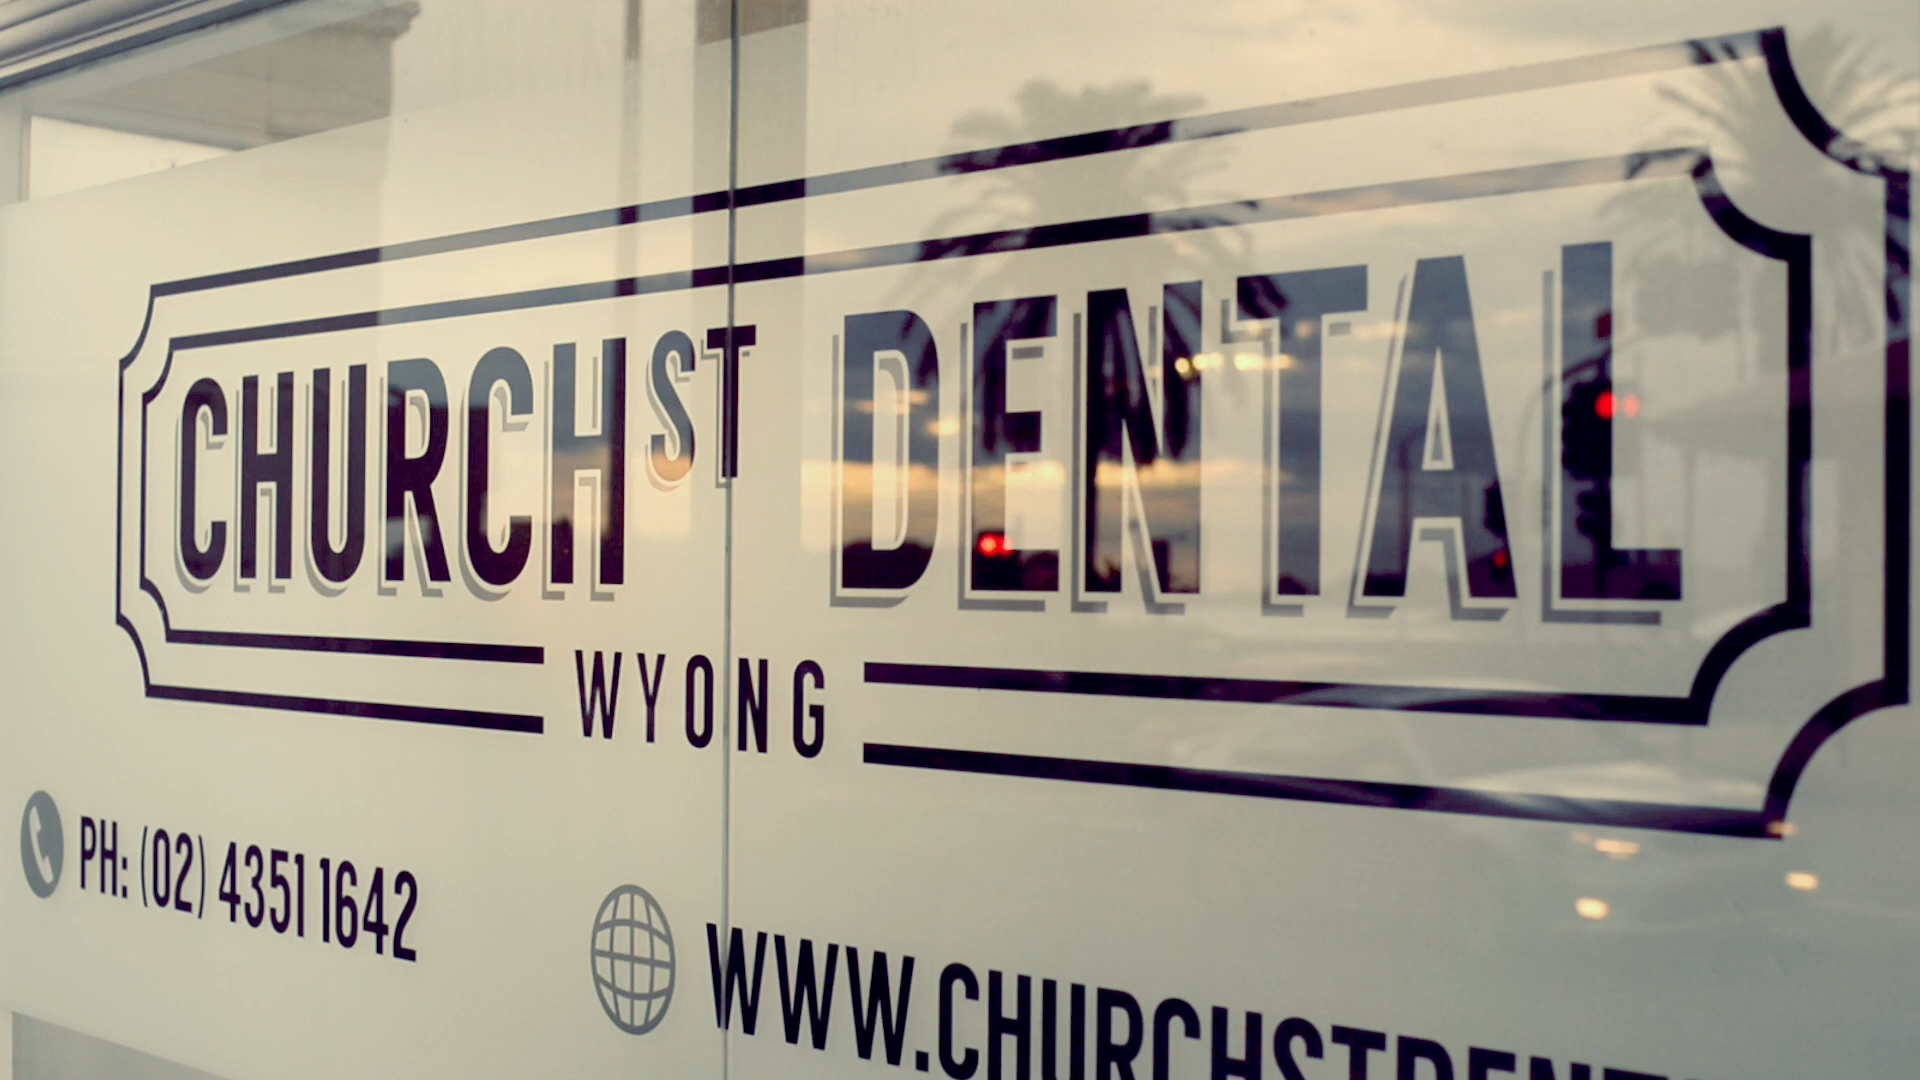 CHURCH ST DENTAL
WYONG
PH: (02) 4351 1642
WWW.CHURCHSTDENT